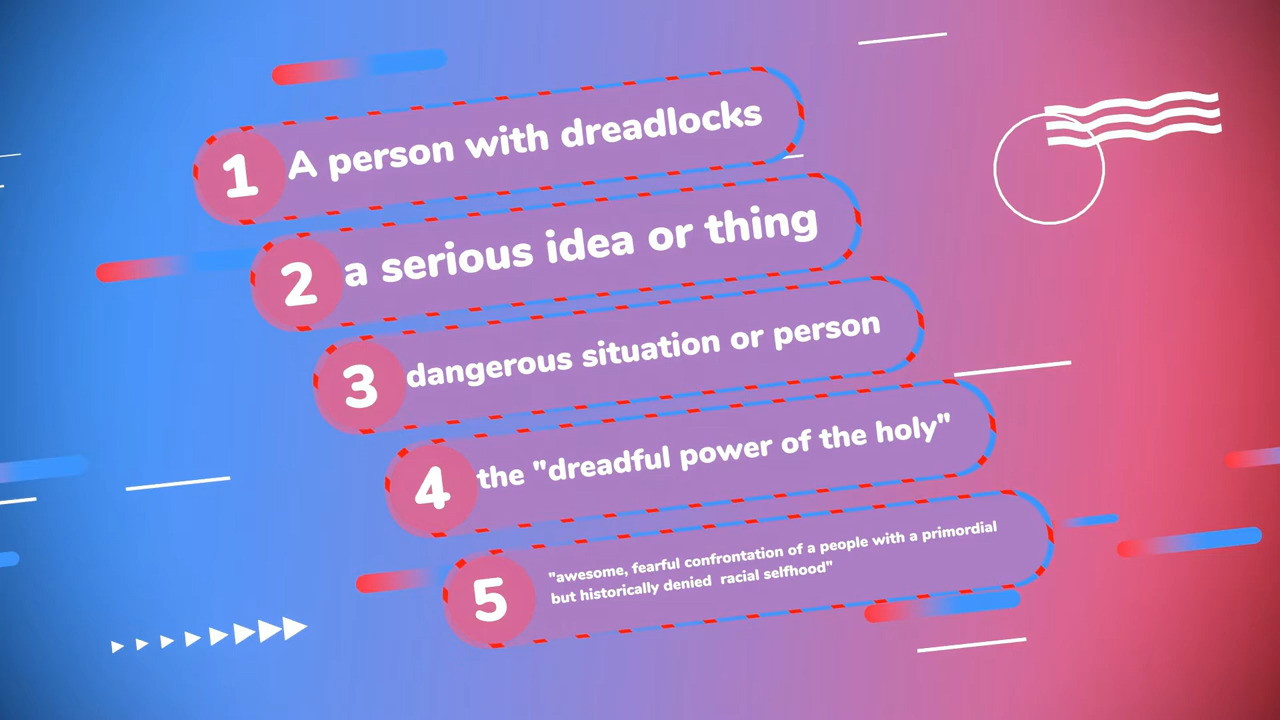 1 A person with dreadlocks
2 a serious idea or thing
3 dangerous situation or person
4 the "dreadful power of the holy"
5 "awesome, fearful confrontation of a people with a primordial
but historically denied racial selfhood"